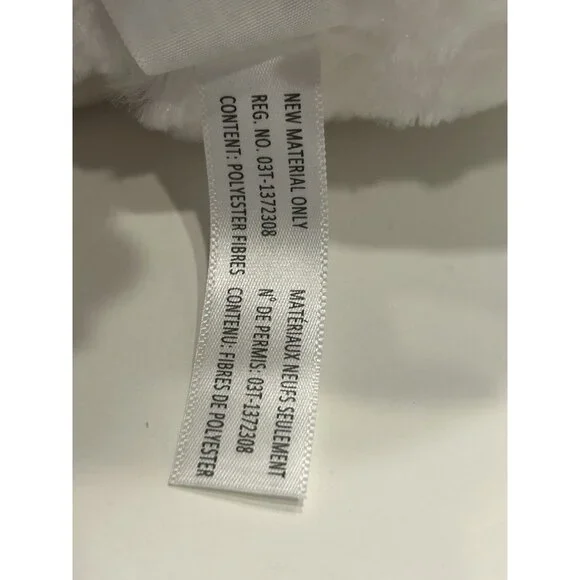 NEW MATERIAL ONLY
REG. NO. 03T-1372308
CONTENT: POLYESTER FIBRES
MATÉRIAUX NEUFS SEULEMENT
N° DE PERMIS: 03T-1372308
CONTENU: FIBRES DE POLYESTER